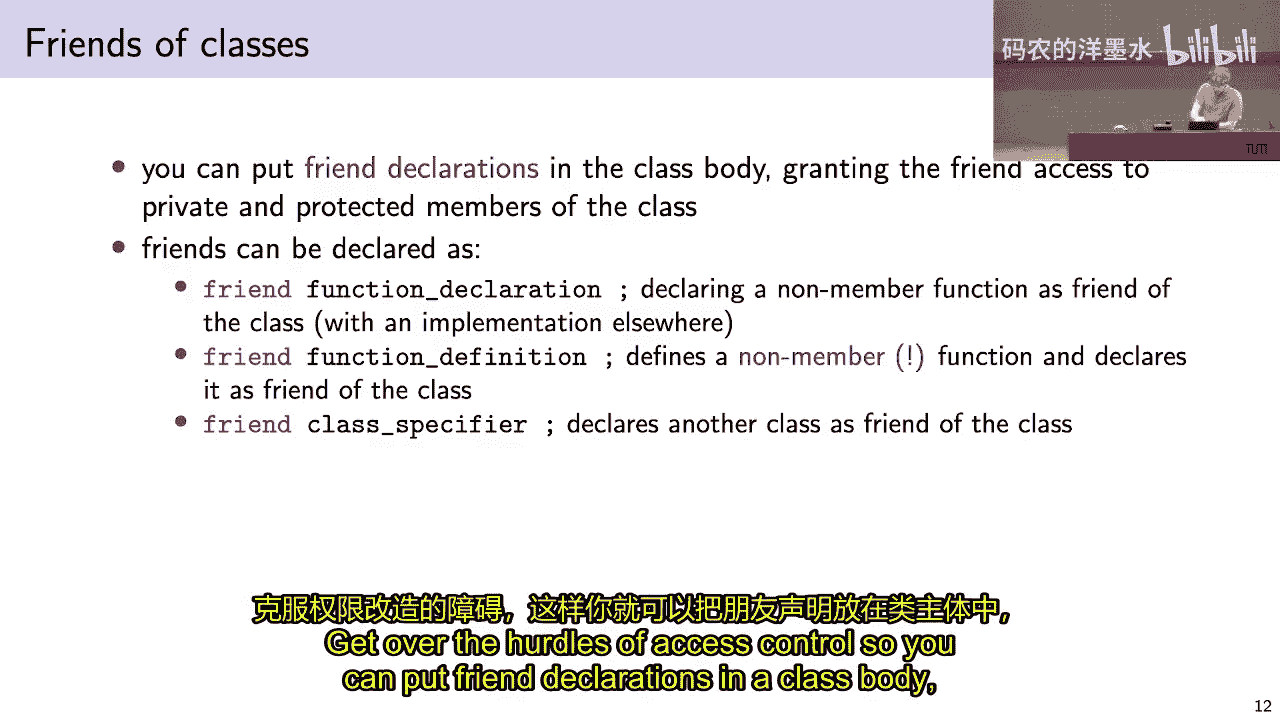 Friends of classes
码农的洋墨水 bilibili
TUM
• you can put friend declarations in the class body, granting the friend access to
private and protected members of the class
• friends can be declared as:
• friend function_declaration ; declaring a non-member function as friend of
the class (with an implementation elsewhere)
• friend function_definition ; defines a non-member (!) function and declares
it as friend of the class
• friend class_specifier ; declares another class as friend of the class
克服权限改造的障碍，这样你就可以把朋友声明放在类主体中，
Get over the hurdles of access control so you
can put friend declarations in a class body,
12